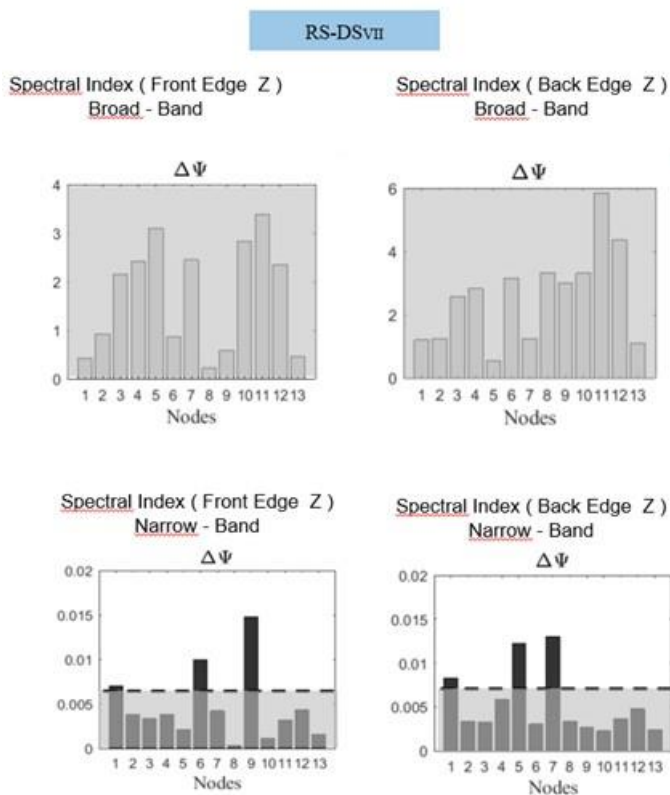 RS-DSVII
Spectral Index ( Front Edge Z )
Broad - Band
ΔΨ
4
3
2
1
0
1 2 3 4 5 6 7 8 9 10 11 12 13
Nodes
Spectral Index ( Back Edge Z )
Broad - Band
ΔΨ
6
4
2
0
1 2 3 4 5 6 7 8 9 10 11 12 13
Nodes
Spectral Index ( Front Edge Z )
Narrow - Band
ΔΨ
0.02
0.015
0.01
0.005
0
1 2 3 4 5 6 7 8 9 10 11 12 13
Nodes
Spectral Index ( Back Edge Z )
Narrow - Band
ΔΨ
0.02
0.015
0.01
0.005
0
1 2 3 4 5 6 7 8 9 10 11 12 13
Nodes